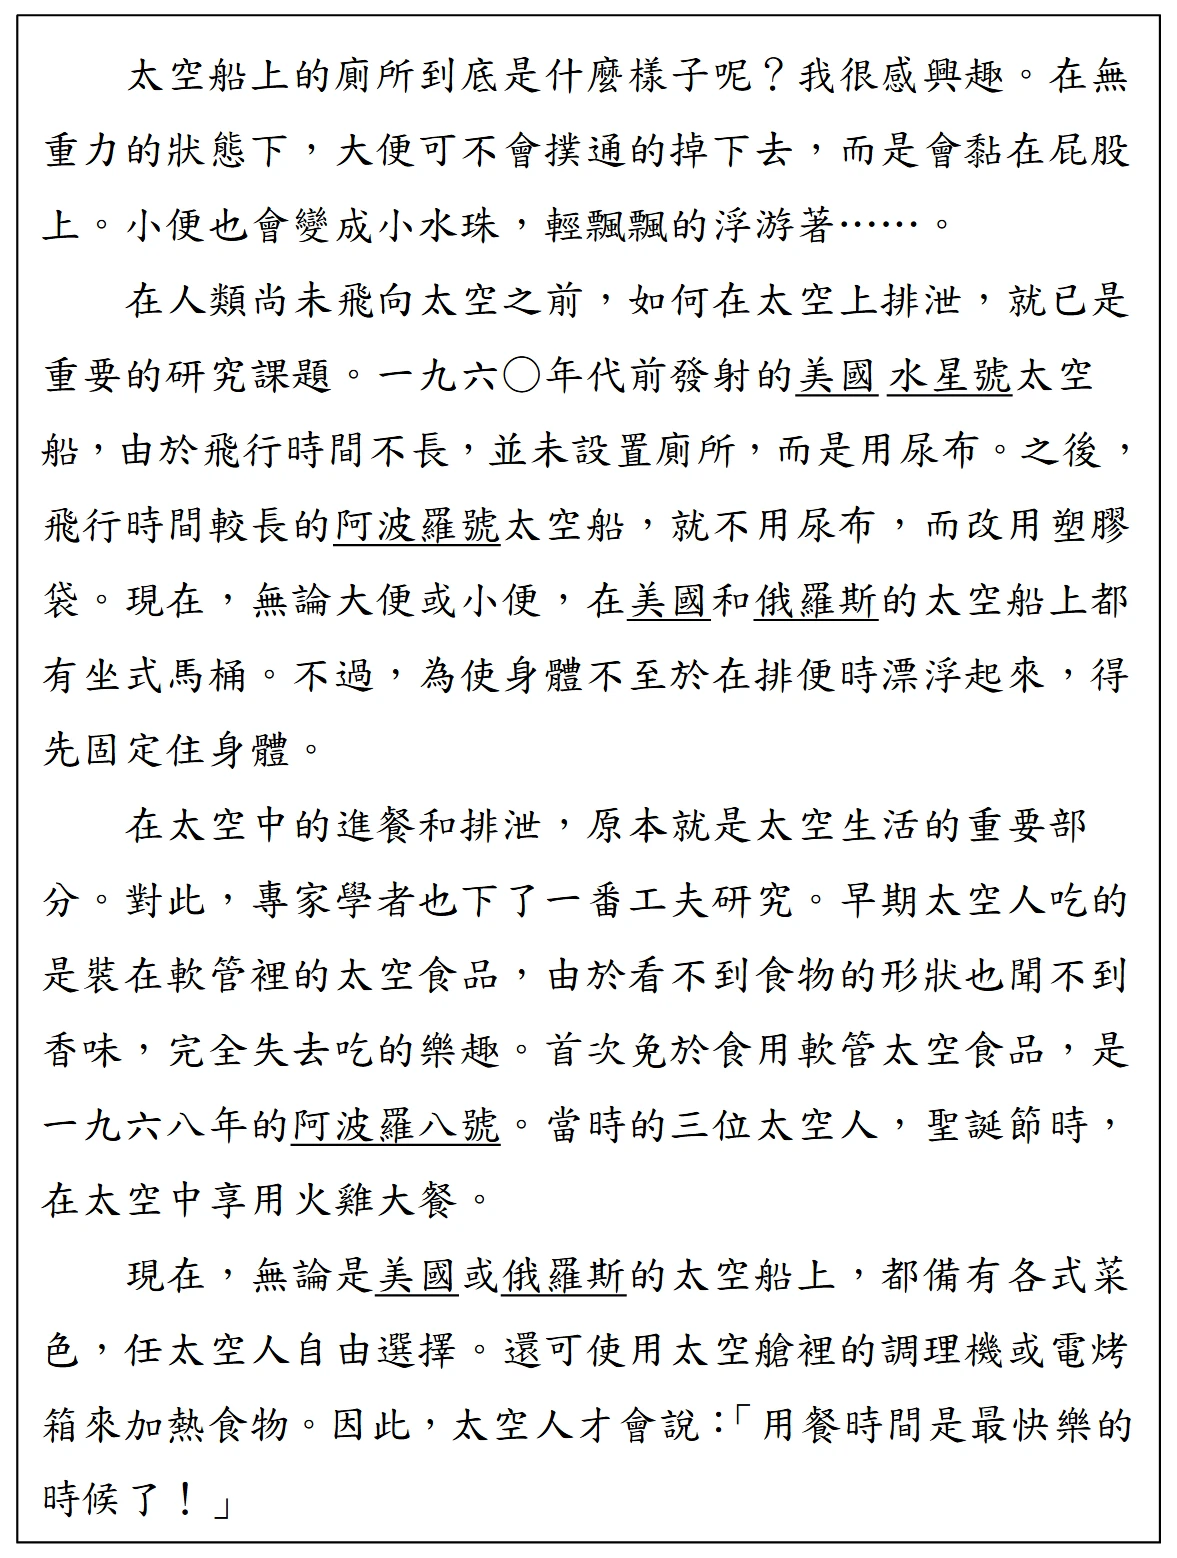 太空船上的廁所到底是什麼樣子呢？我很感興趣。在無
重力的狀態下，大便可不會撲通的掉下去，而是會黏在屁股
上。小便也會變成小水珠，輕飄飄的浮游著……。
在人類尚未飛向太空之前，如何在太空上排泄，就已是
重要的研究課題。一九六○年代前發射的美國水星號太空
船，由於飛行時間不長，並未設置廁所，而是用尿布。之後，
飛行時間較長的阿波羅號太空船，就不用尿布，而改用塑膠
袋。現在，無論大便或小便，在美國和俄羅斯的太空船上都
有坐式馬桶。不過，為使身體不至於在排便時漂浮起來，得
先固定住身體。
在太空中的進餐和排泄，原本就是太空生活的重要部
分。對此，專家學者也下了一番工夫研究。早期太空人吃的
是裝在軟管裡的太空食品，由於看不到食物的形狀也聞不到
香味，完全失去吃的樂趣。首次免於食用軟管太空食品，是
一九六八年的阿波羅八號。當時的三位太空人，聖誕節時，
在太空中享用火雞大餐。
現在，無論是美國或俄羅斯的太空船上，都備有各式菜
色，任太空人自由選擇。還可使用太空艙裡的調理機或電烤
箱來加熱食物。因此，太空人才會說：「用餐時間是最快樂的
時候了！」